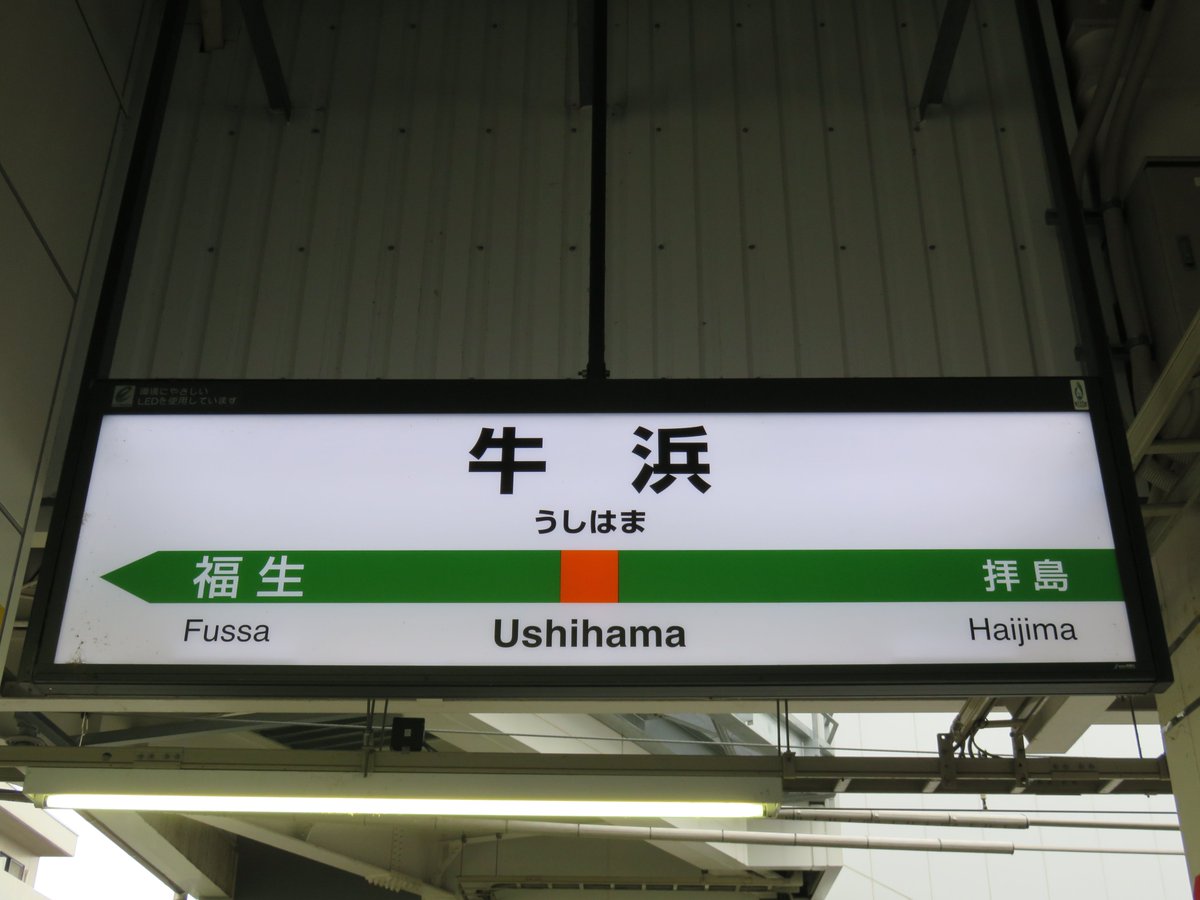 環境にやさしい
LEDを使用しています
牛浜
うしはま
福生 拝島
Fussa Ushihama Haijima